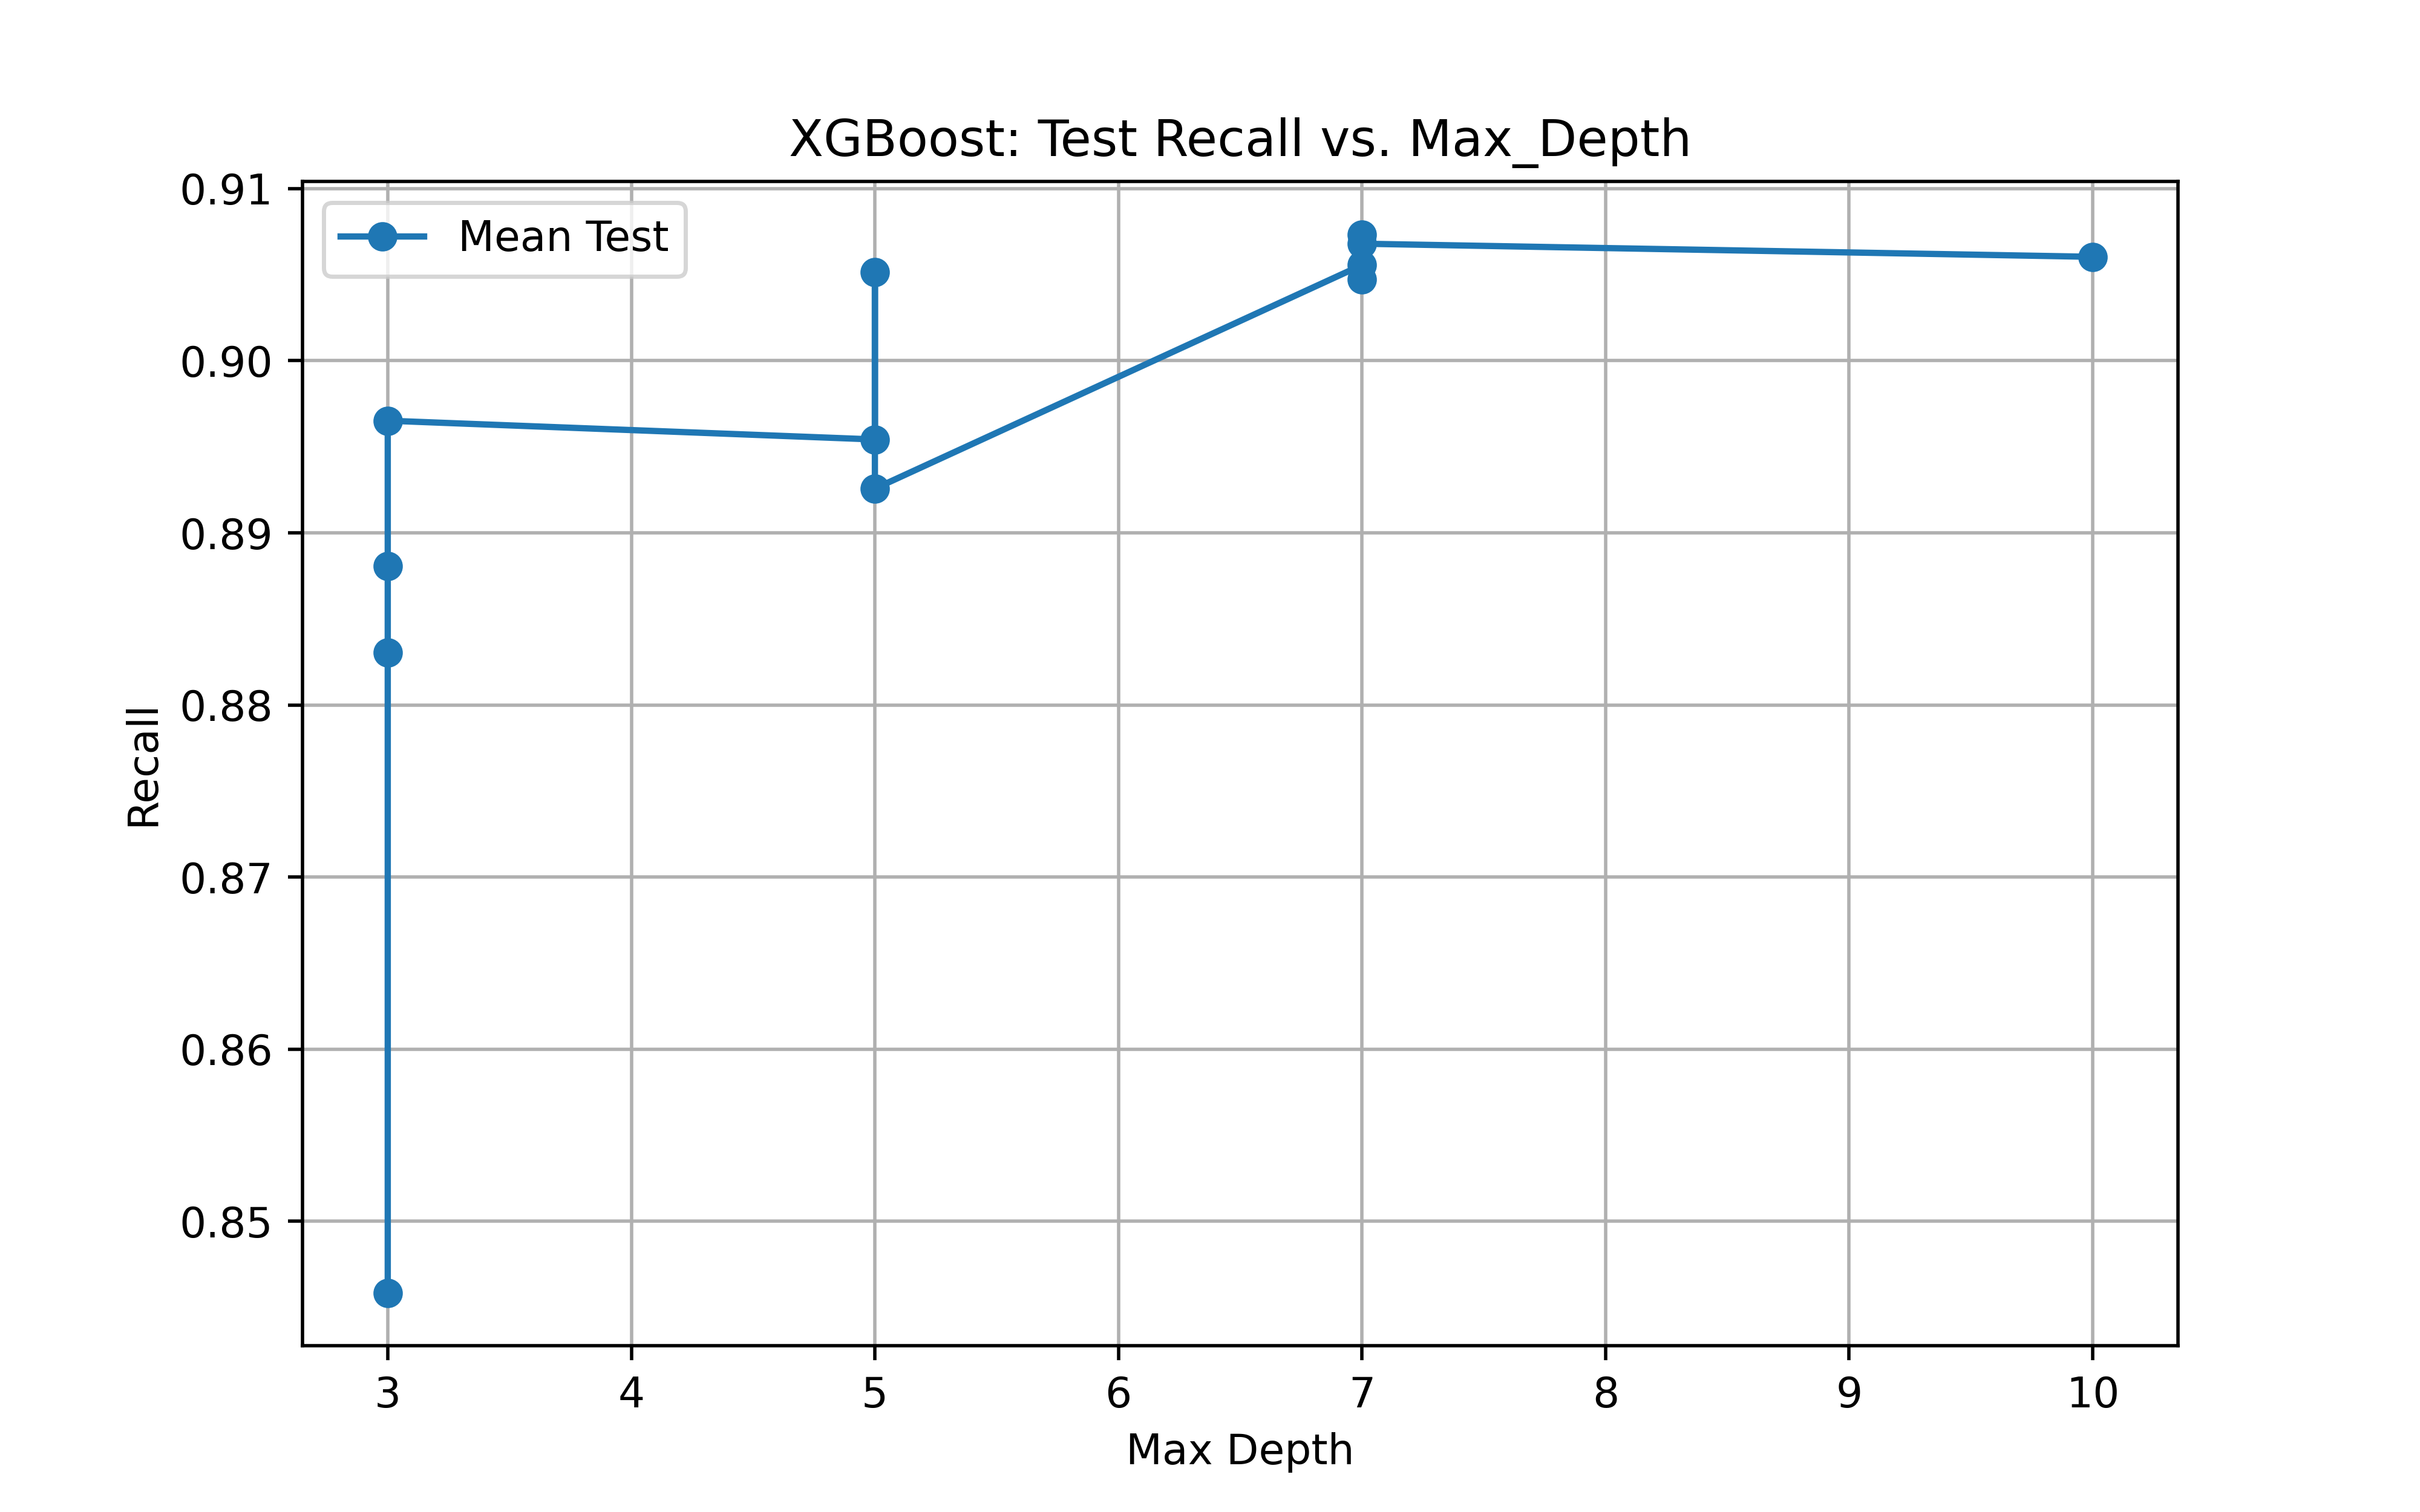 XGBoost: Test Recall vs. Max_Depth
Mean Test
0.91
0.90
0.89
0.88
0.87
0.86
0.85
Recall
3 4 5 6 7 8 9 10
Max Depth